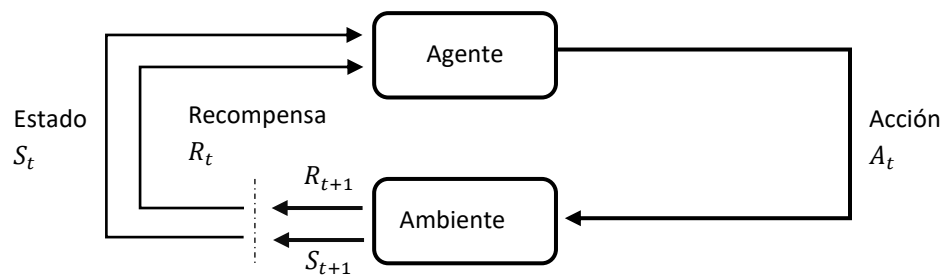 Agente
Estado
S_t
Recompensa
R_t
Acción
A_t
R_{t+1}
Ambiente
S_{t+1}